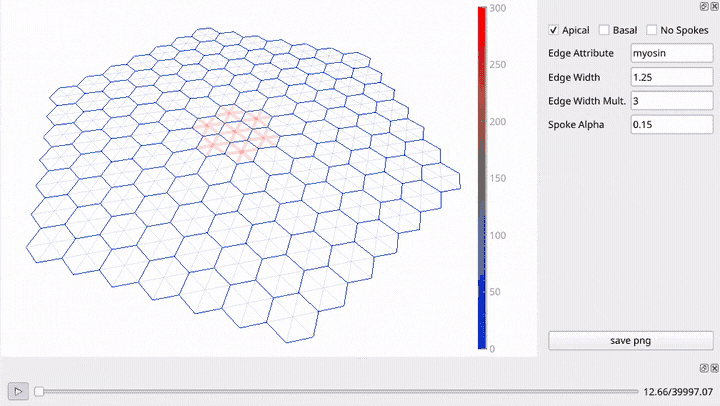 300
250
200
150
100
50
0
Apical Basal No Spokes
Edge Attribute myosin
Edge Width 1.25
Edge Width Mult. 3
Spoke Alpha 0.15
save png
12.66/39997.07